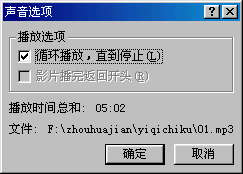 声音选项
播放选项
循环播放，直到停止(L)
影片播完返回开头(R)
播放时间总和: 05:02
文件: F:\zhouhuajian\yiqichiku\01.mp3
确定 取消